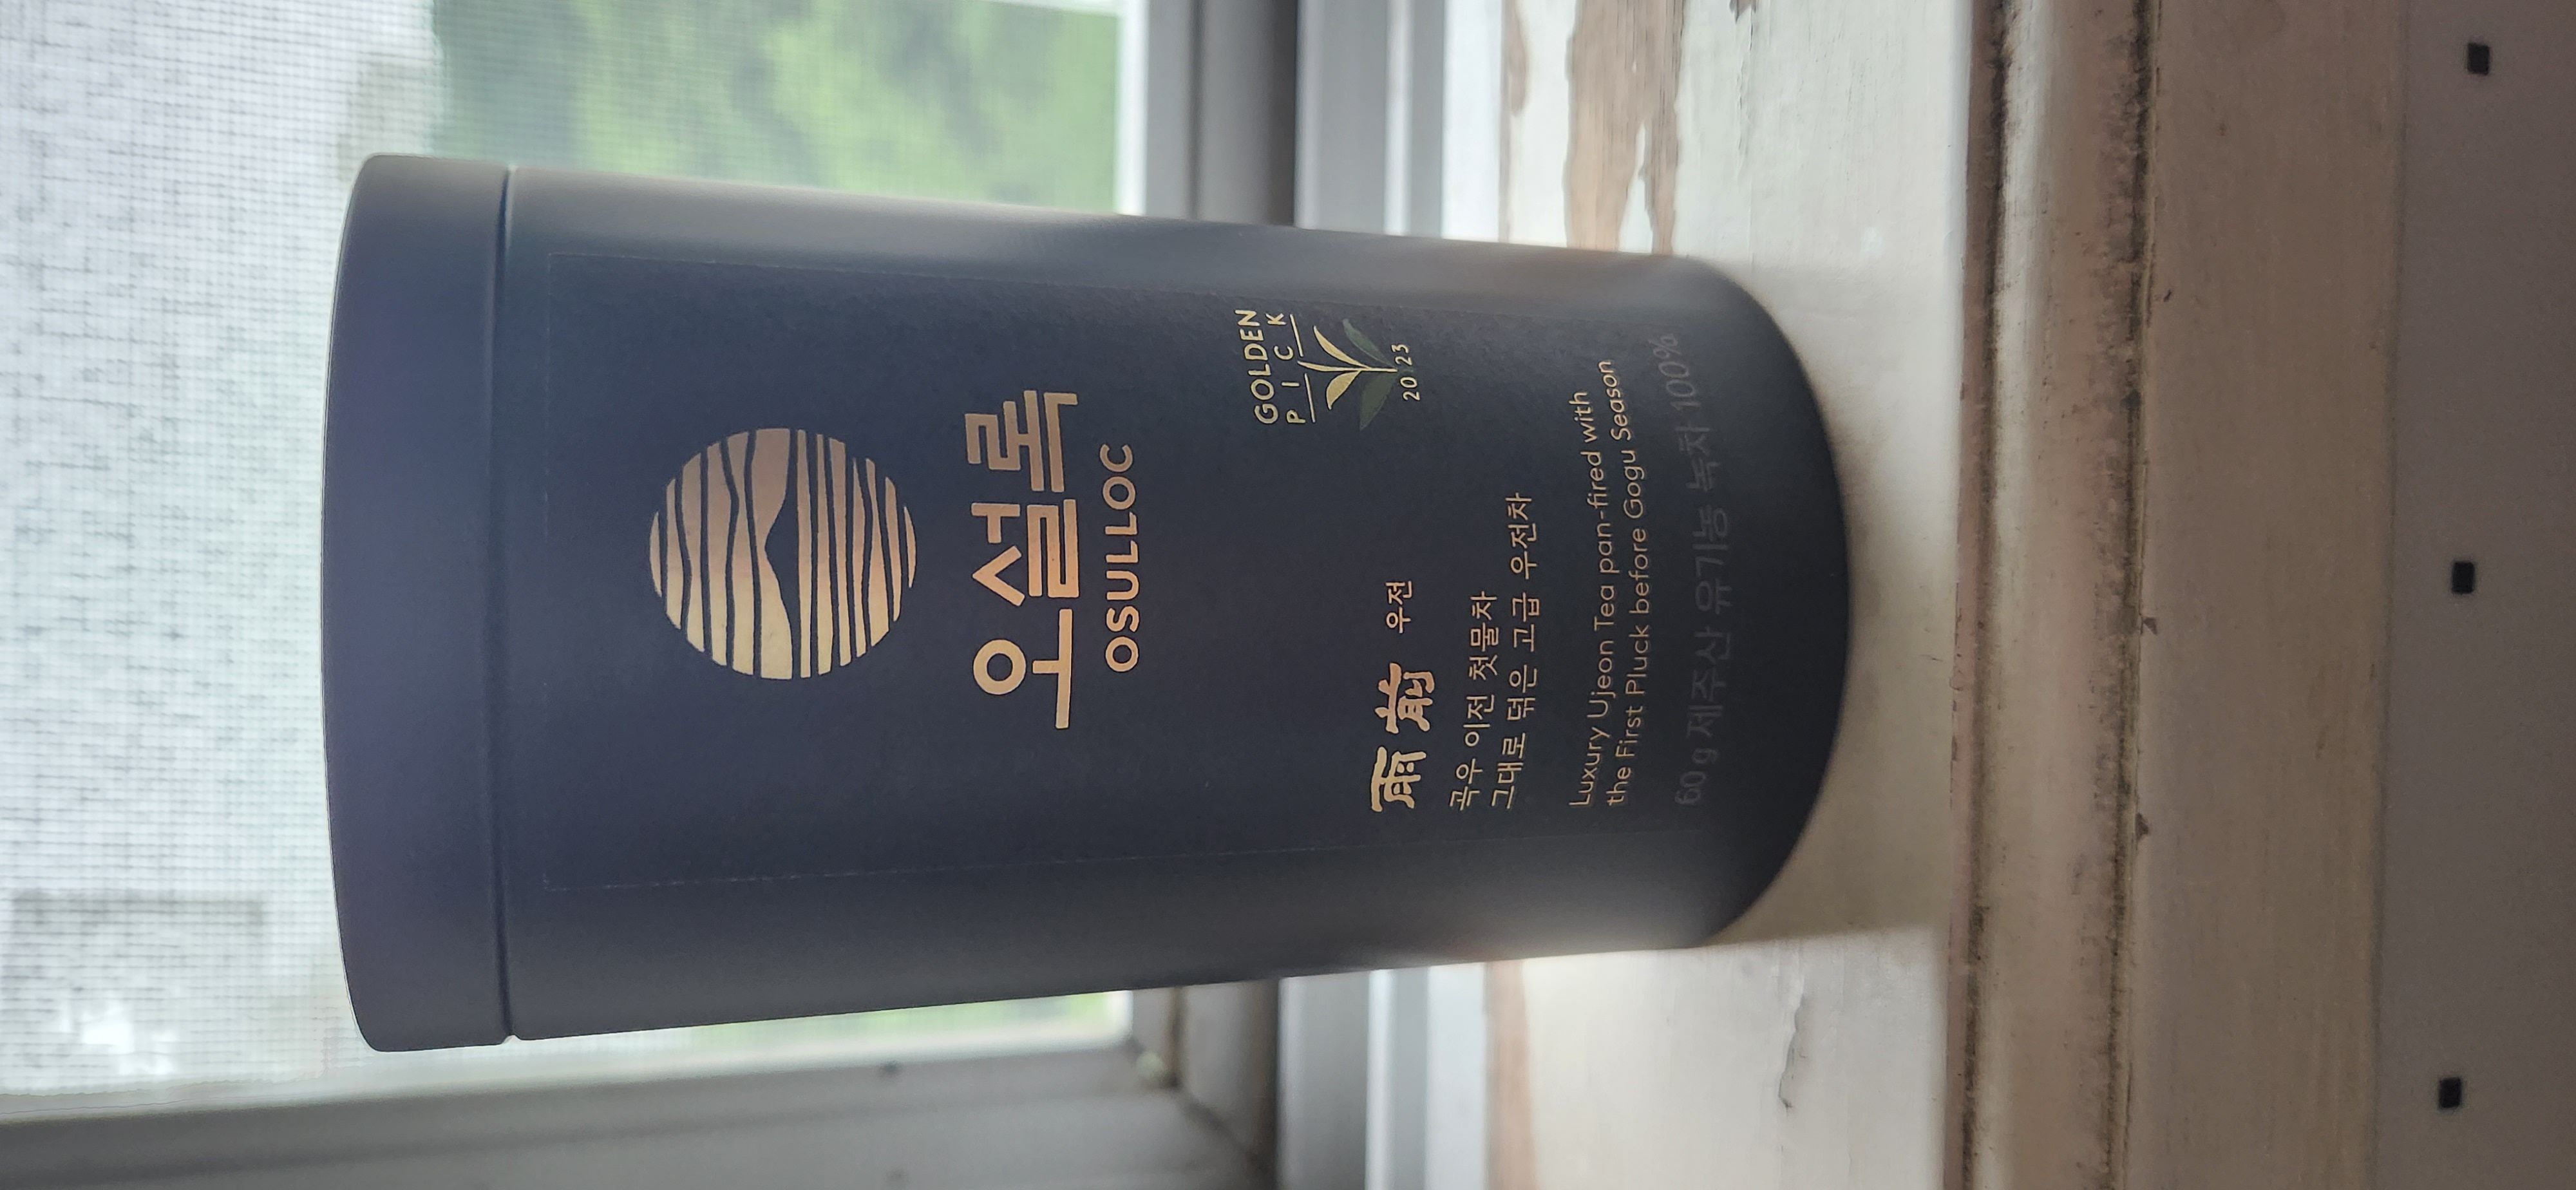 오설록
OSULLOC
GOLDEN
PICK
2023
雨前 우전
곡우 이전 첫물차
그대로 덖은 고급 우전차
Luxury Ujeon Tea pan-fired with
the First Pluck before Gogu Season
60 g 제주산 유기농 녹차 100%